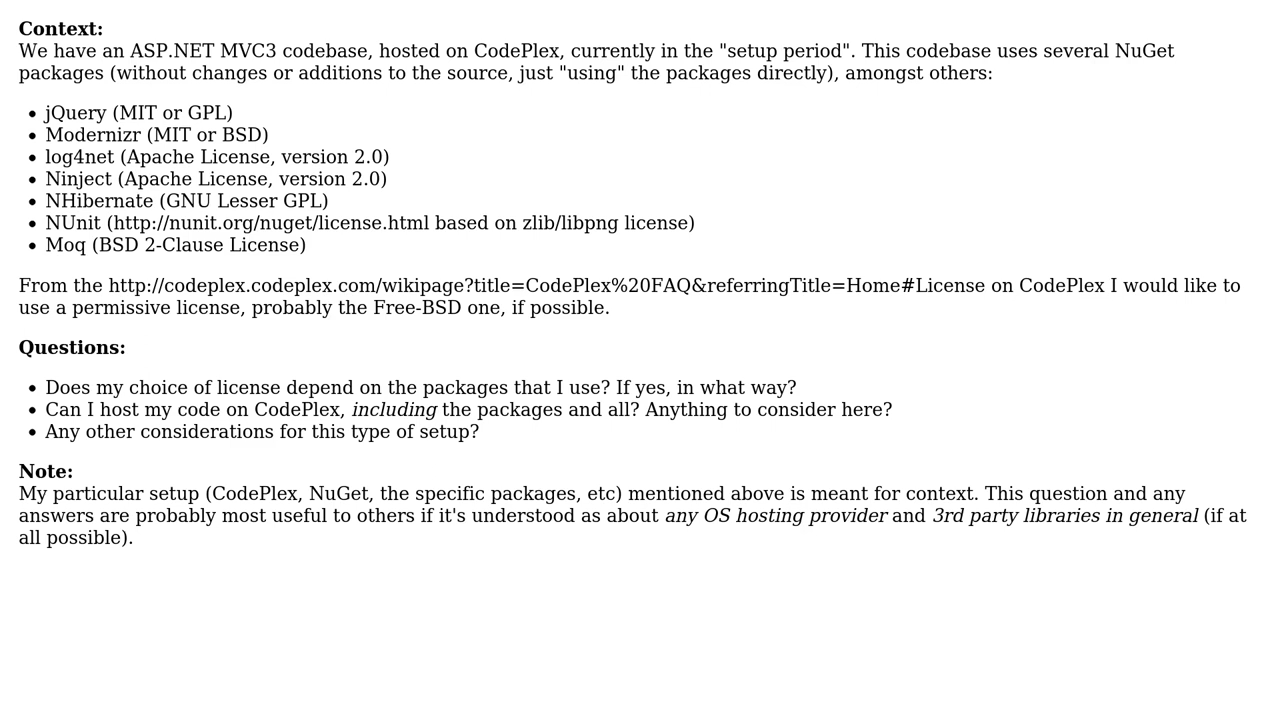 Context:
We have an ASP.NET MVC3 codebase, hosted on CodePlex, currently in the "setup period". This codebase uses several NuGet
packages (without changes or additions to the source, just "using" the packages directly), amongst others:
• jQuery (MIT or GPL)
• Modernizr (MIT or BSD)
• log4net (Apache License, version 2.0)
• Ninject (Apache License, version 2.0)
• NHibernate (GNU Lesser GPL)
• NUnit (http://nunit.org/nuget/license.html based on zlib/libpng license)
• Moq (BSD 2-Clause License)
From the http://codeplex.codeplex.com/wikipage?title=CodePlex%20FAQ&referringTitle=Home#License on CodePlex I would like to
use a permissive license, probably the Free-BSD one, if possible.
Questions:
• Does my choice of license depend on the packages that I use? If yes, in what way?
• Can I host my code on CodePlex, including the packages and all? Anything to consider here?
• Any other considerations for this type of setup?
Note:
My particular setup (CodePlex, NuGet, the specific packages, etc) mentioned above is meant for context. This question and any
answers are probably most useful to others if it's understood as about any OS hosting provider and 3rd party libraries in general (if at
all possible).